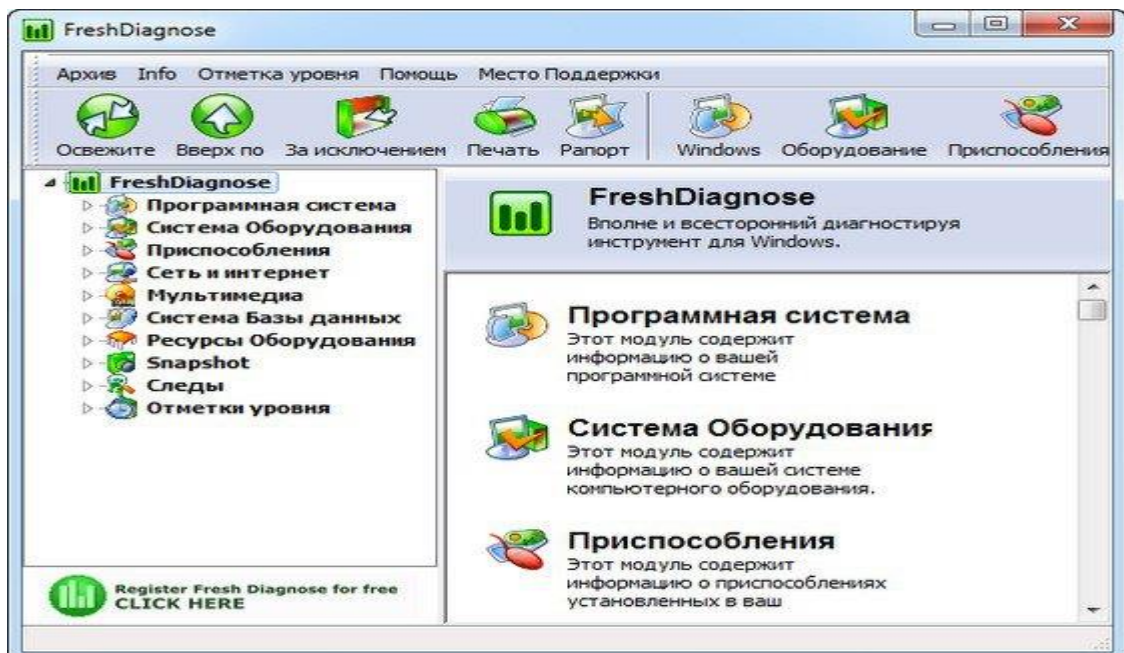 FreshDiagnose
Архив Info Отметка уровня Помощь Место Поддержки
Освежите Вверх по За исключением Печать Рапорт Windows Оборудование Приспособления
FreshDiagnose
Программная система
Система Оборудования
Приспособления
Сеть и интернет
Мультимедиа
Система Базы данных
Ресурсы Оборудования
Snapshot
Следы
Отметки уровня
Register Fresh Diagnose for free
CLICK HERE
FreshDiagnose
Вполне и всесторонний диагностируя
инструмент для Windows.
Программная система
Этот модуль содержит
информацию о вашей
программной системе
Система Оборудования
Этот модуль содержит
информацию о вашей системе
компьютерного оборудования.
Приспособления
Этот модуль содержит
информацию о приспособлениях
установленных в ваш